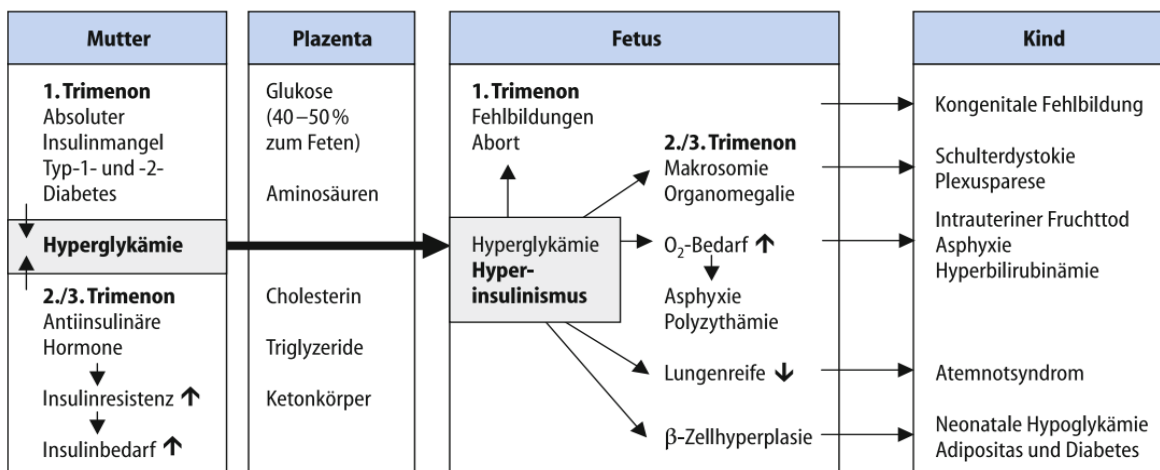 Mutter
1. Trimenon
Absoluter
Insulinmangel
Typ-1- und -2-
Diabetes
Hyperglykämie
2./3. Trimenon
Antiinsulinäre
Hormone
Insulinresistenz ↑
Insulinbedarf ↑
Plazenta
Glukose
(40–50%
zum Feten)
Aminosäuren
Cholesterin
Triglyzeride
Ketonkörper
Fetus
1. Trimenon
Fehlbildungen
Abort
Hyperglykämie
Hyper-
insulinismus
2./3. Trimenon
Makrosomie
Organomegalie
O₂-Bedarf ↑
Asphyxie
Polyzythämie
Lungenreife ↓
β-Zellhyperplasie
Kind
Kongenitale Fehlbildung
Schulterdystokie
Plexusparese
Intrauteriner Fruchttod
Asphyxie
Hyperbilirubinämie
Atemnotsyndrom
Neonatale Hypoglykämie
Adipositas und Diabetes